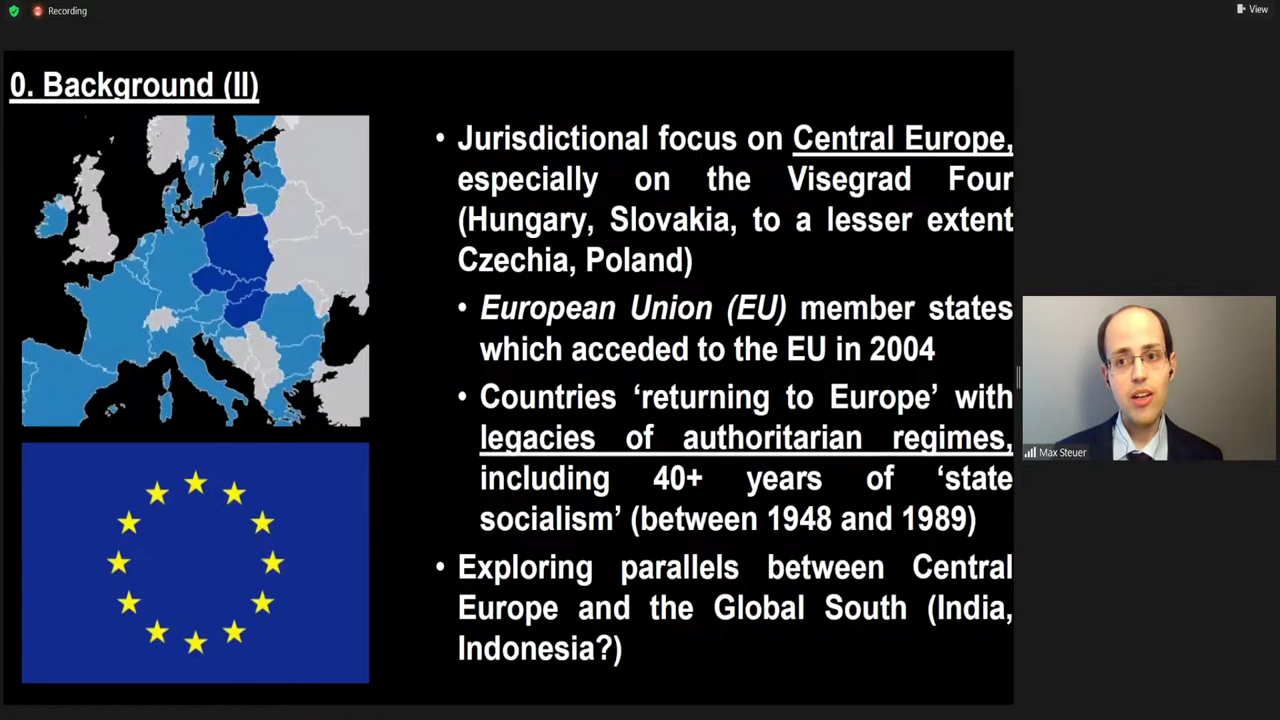 Recording
View
0. Background (II)
• Jurisdictional focus on Central Europe,
especially on the Visegrad Four
(Hungary, Slovakia, to a lesser extent
Czechia, Poland)
• European Union (EU) member states
which acceded to the EU in 2004
• Countries ‘returning to Europe’ with
legacies of authoritarian regimes,
including 40+ years of ‘state
socialism’ (between 1948 and 1989)
• Exploring parallels between Central
Europe and the Global South (India,
Indonesia?)
Max Steuer